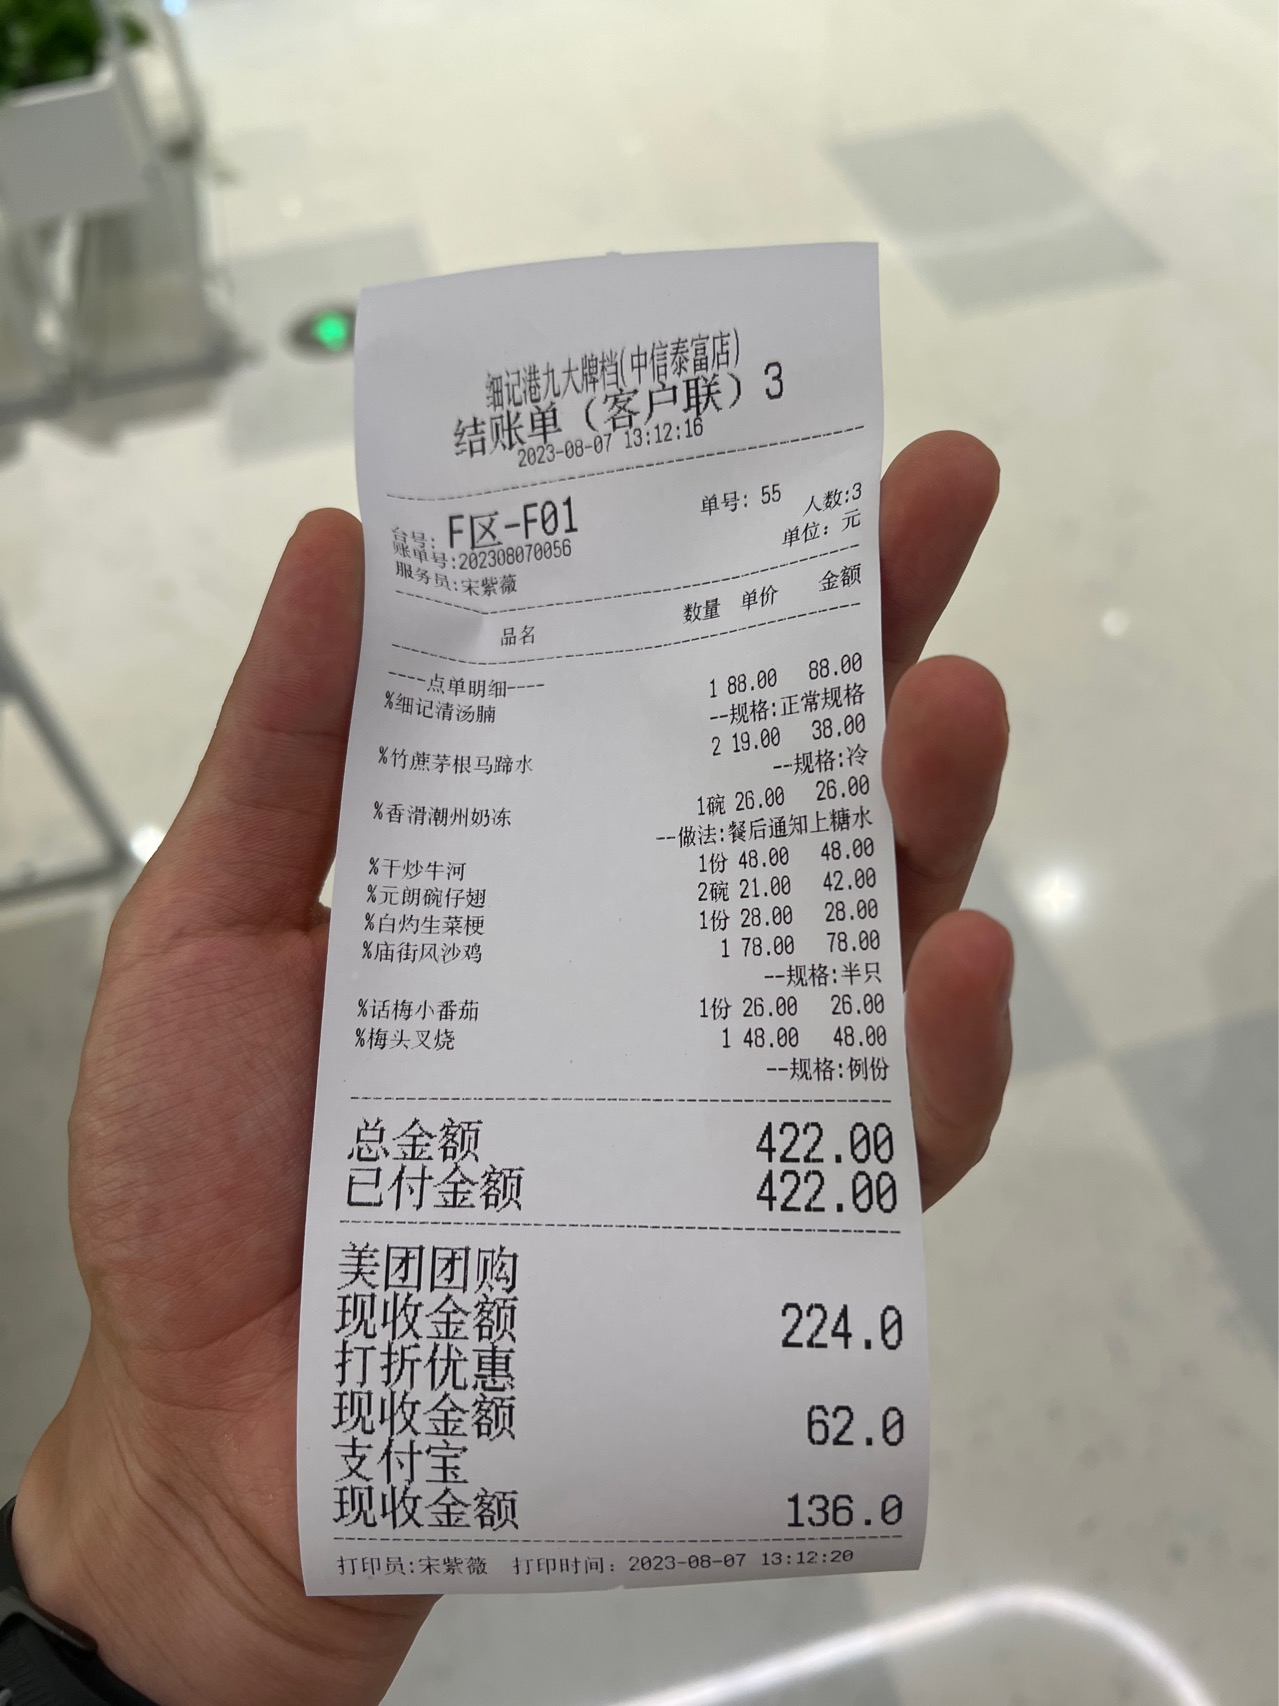 细记港九大牌档(中信泰富店)
结账单（客户联）3
2023-08-07 13:12:16
台号: F区-F01 单号: 55 人数:3
账单号:202308070056 单位: 元
服务员:宋紫薇
品名 数量 单价 金额
----点单明细----
%细记清汤腩 1 88.00 88.00
--规格:正常规格
%竹蔗茅根马蹄水 2 19.00 38.00
--规格:冷
%香滑潮州奶冻 1碗 26.00 26.00
--做法:餐后通知上糖水
%干炒牛河 1份 48.00 48.00
%元朗碗仔翅 2碗 21.00 42.00
%白灼生菜梗 1份 28.00 28.00
%庙街风沙鸡 1 78.00 78.00
--规格:半只
%话梅小番茄 1份 26.00 26.00
%梅头叉烧 1 48.00 48.00
--规格:例份
总金额 422.00
已付金额 422.00
美团团购
现收金额 224.0
打折优惠
现收金额 62.0
支付宝
现收金额 136.0
打印员:宋紫薇 打印时间: 2023-08-07 13:12:20